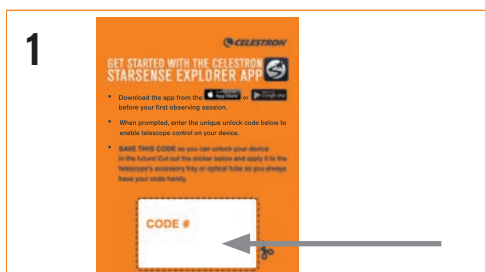 1
CELESTRON
GET STARTED WITH THE CELESTRON
STARSENSE EXPLORER APP
• Download the app from the App Store or Google play
before your first observing session.
• When prompted, enter the unique unlock code below to
enable telescope control on your device.
• SAVE THIS CODE so you can unlock your device
in the future! Cut out the sticker below and apply it to the
telescope's accessory tray or optical tube so you always
have your code handy.
CODE #